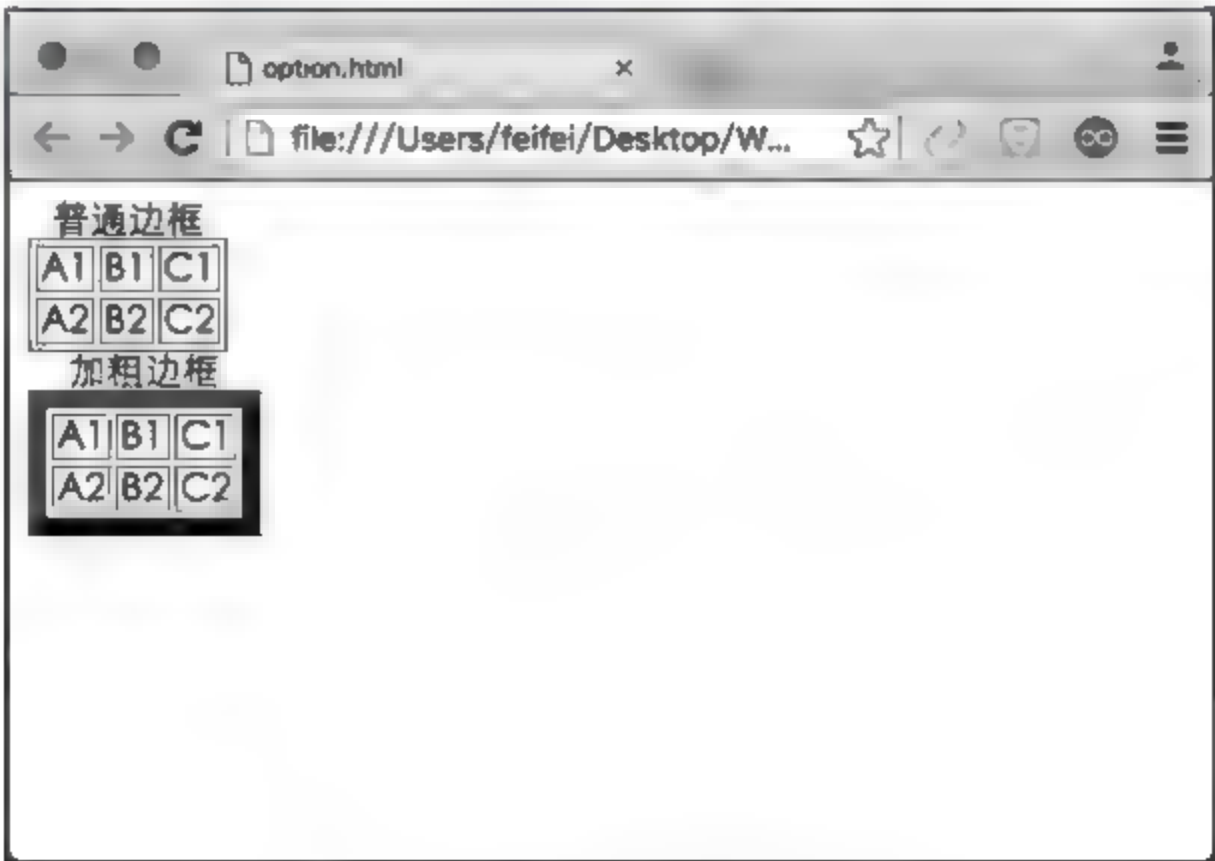 option.html
file:///Users/feifei/Desktop/W...
普通边框
A1 B1 C1
A2 B2 C2
加粗边框
A1 B1 C1
A2 B2 C2